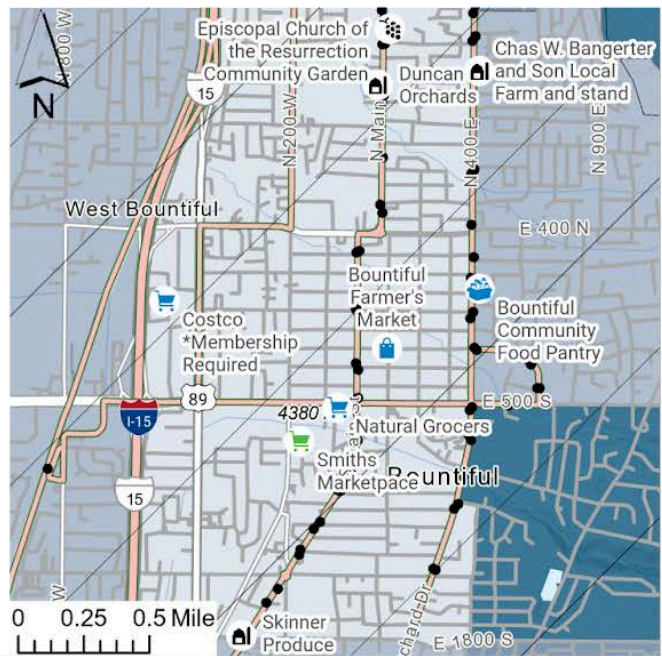 N 800 W
N
Episcopal Church of
the Resurrection
Community Garden
Duncan
Orchards
Chas W. Bangerter
and Son Local
Farm and stand
15
N 200 W
N Main
N 400 E
N 900 E
West Bountiful
E 400 N
Bountiful
Farmer's
Market
Costco
*Membership
Required
Bountiful
Community
Food Pantry
89
E 500 S
4380
I-15
Natural Grocers
Smiths
Marketpace
Bountiful
15
W
0 0.25 0.5 Mile
Skinner
Produce
chard Dr
E 1800 S